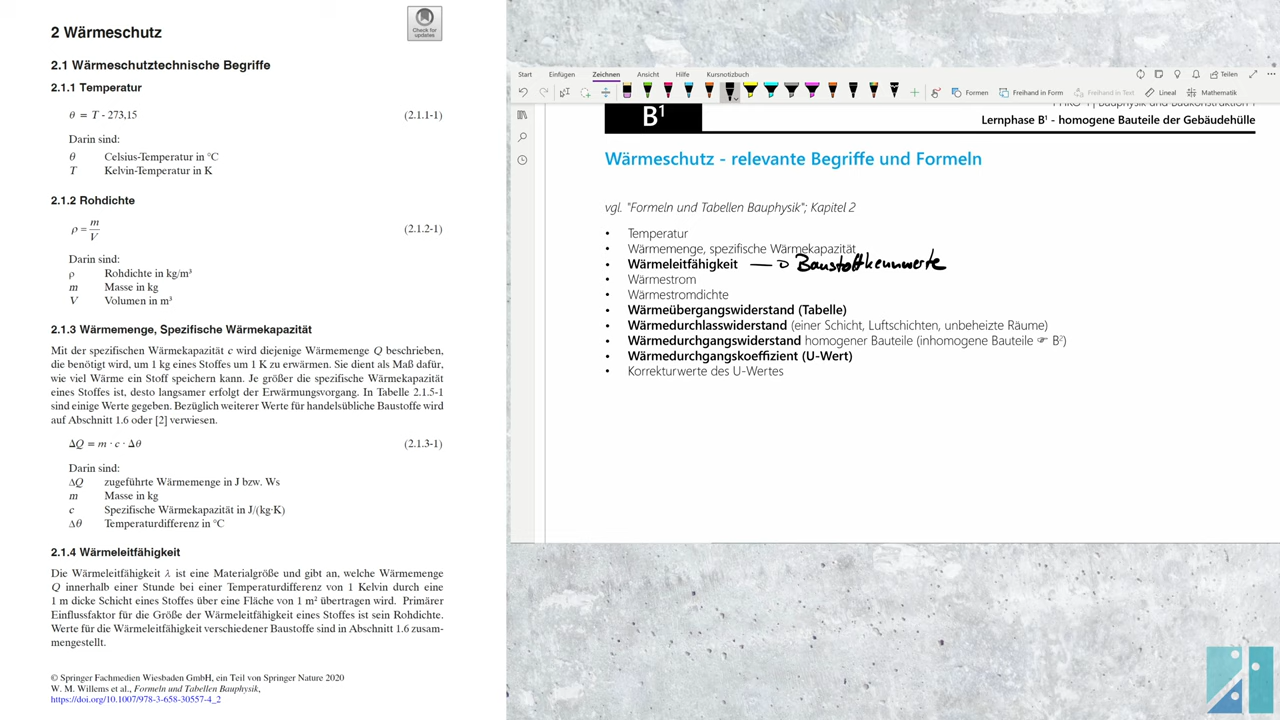 2 Wärmeschutz
Check for
updates
2.1 Wärmeschutztechnische Begriffe
2.1.1 Temperatur
θ = T - 273,15 (2.1.1-1)
Darin sind:
θ Celsius-Temperatur in °C
T Kelvin-Temperatur in K
2.1.2 Rohdichte
ρ = m/V (2.1.2-1)
Darin sind:
ρ Rohdichte in kg/m³
m Masse in kg
V Volumen in m³
2.1.3 Wärmemenge, Spezifische Wärmekapazität
Mit der spezifischen Wärmekapazität c wird diejenige Wärmemenge Q beschrieben,
die benötigt wird, um 1 kg eines Stoffes um 1 K zu erwärmen. Sie dient als Maß dafür,
wie viel Wärme ein Stoff speichern kann. Je größer die spezifische Wärmekapazität
eines Stoffes ist, desto langsamer erfolgt der Erwärmungsvorgang. In Tabelle 2.1.5-1
sind einige Werte gegeben. Bezüglich weiterer Werte für handelsübliche Baustoffe wird
auf Abschnitt 1.6 oder [2] verwiesen.
ΔQ = m · c · Δθ (2.1.3-1)
Darin sind:
ΔQ zugeführte Wärmemenge in J bzw. Ws
m Masse in kg
c Spezifische Wärmekapazität in J/(kg·K)
Δθ Temperaturdifferenz in °C
2.1.4 Wärmeleitfähigkeit
Die Wärmeleitfähigkeit λ ist eine Materialgröße und gibt an, welche Wärmemenge
Q innerhalb einer Stunde bei einer Temperaturdifferenz von 1 Kelvin durch eine
1 m dicke Schicht eines Stoffes über eine Fläche von 1 m² übertragen wird. Primärer
Einflussfaktor für die Größe der Wärmeleitfähigkeit eines Stoffes ist sein Rohdichte.
Werte für die Wärmeleitfähigkeit verschiedener Baustoffe sind in Abschnitt 1.6 zusam-
mengestellt.
© Springer Fachmedien Wiesbaden GmbH, ein Teil von Springer Nature 2020
W. M. Willems et al., Formeln und Tabellen Bauphysik,
https://doi.org/10.1007/978-3-658-30557-4_2
Start Einfügen Zeichnen Ansicht Hilfe Kursnotizbuch Teilen
Formen Freihand in Form Freihand in Text Lineal Mathematik
B¹
Lernphase B¹ - homogene Bauteile der Gebäudehülle
Wärmeschutz - relevante Begriffe und Formeln
vgl. "Formeln und Tabellen Bauphysik"; Kapitel 2
• Temperatur
• Wärmemenge, spezifische Wärmekapazität
• Wärmeleitfähigkeit Baustoffkennwerte
• Wärmestrom
• Wärmestromdichte
• Wärmeübergangswiderstand (Tabelle)
• Wärmedurchlasswiderstand (einer Schicht, Luftschichten, unbeheizte Räume)
• Wärmedurchgangswiderstand homogener Bauteile (inhomogene Bauteile ☞ B²)
• Wärmedurchgangskoeffizient (U-Wert)
• Korrekturwerte des U-Wertes